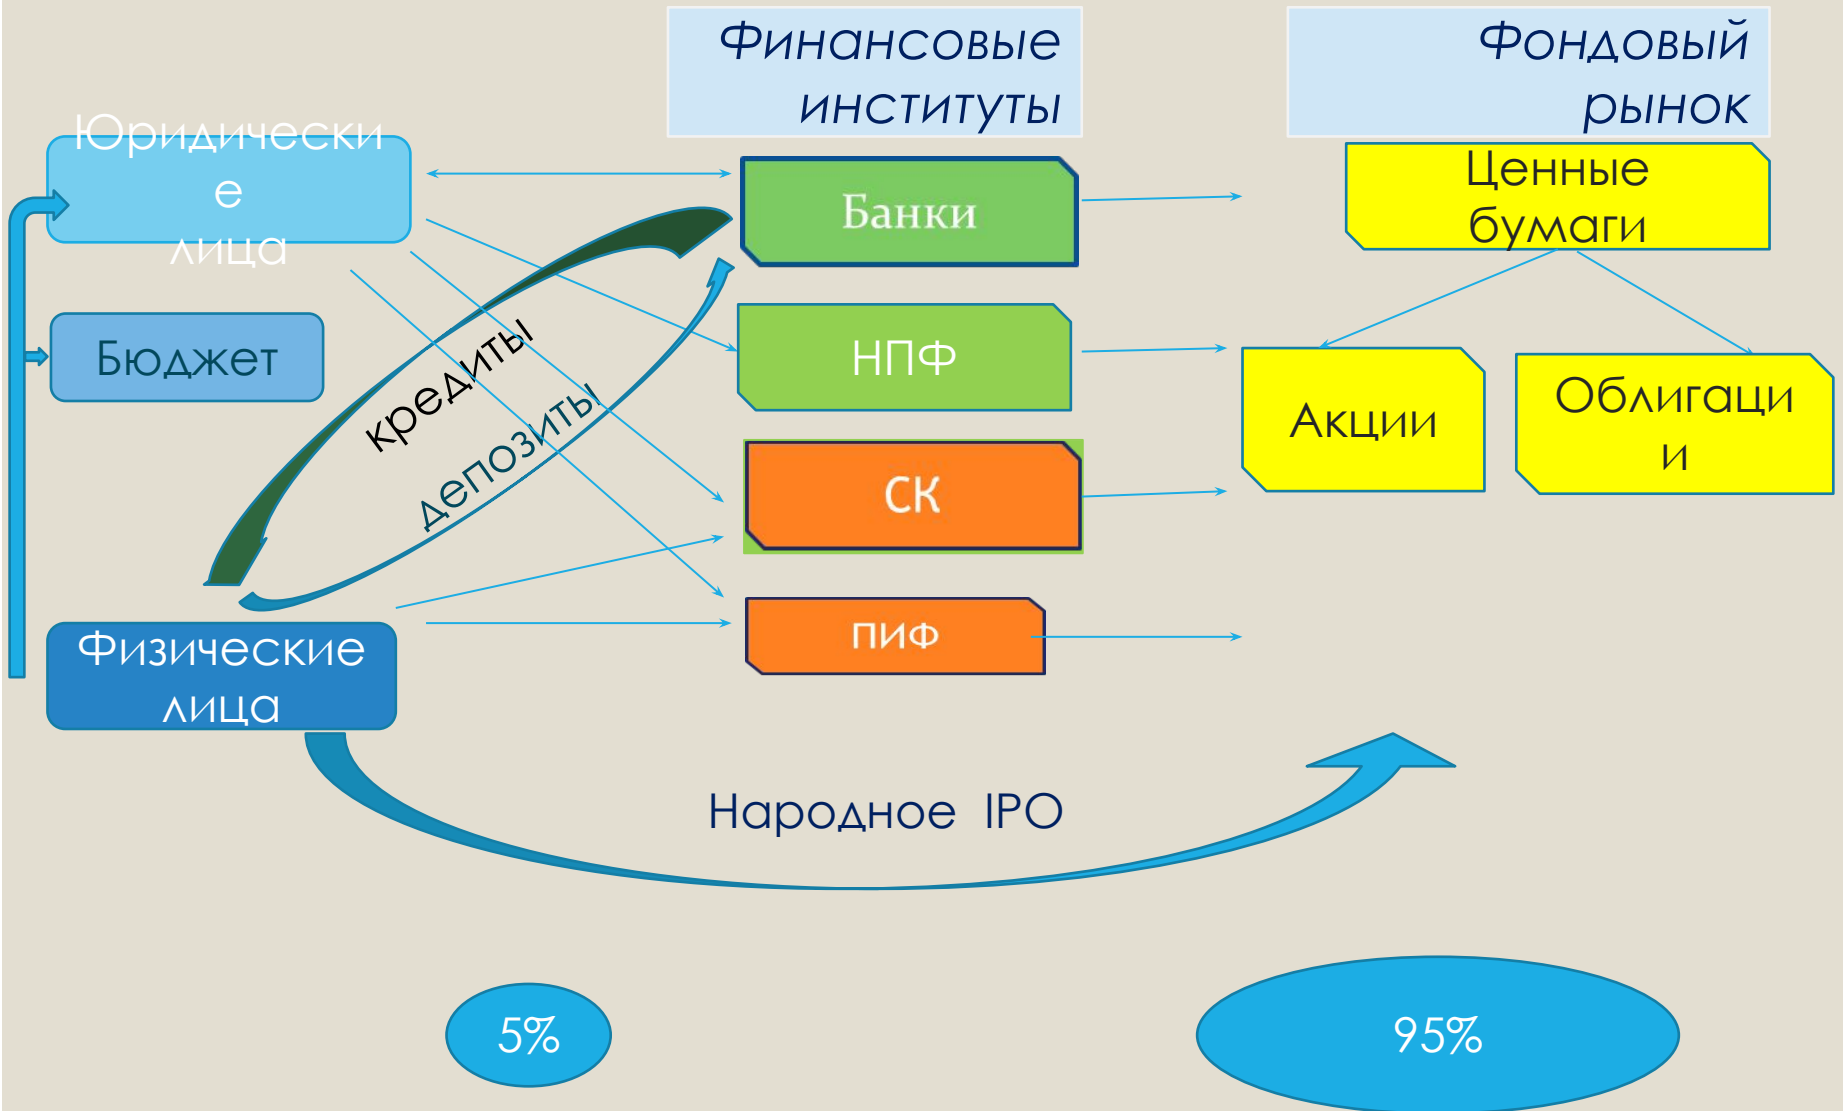 Финансовые
институты
Фондовый
рынок
Юридически
е
лица
Банки
Ценные
бумаги
Бюджет
кредиты
депозиты
НПФ
Акции
Облигаци
и
СК
ПИФ
Физические
лица
Народное IPO
5%
95%